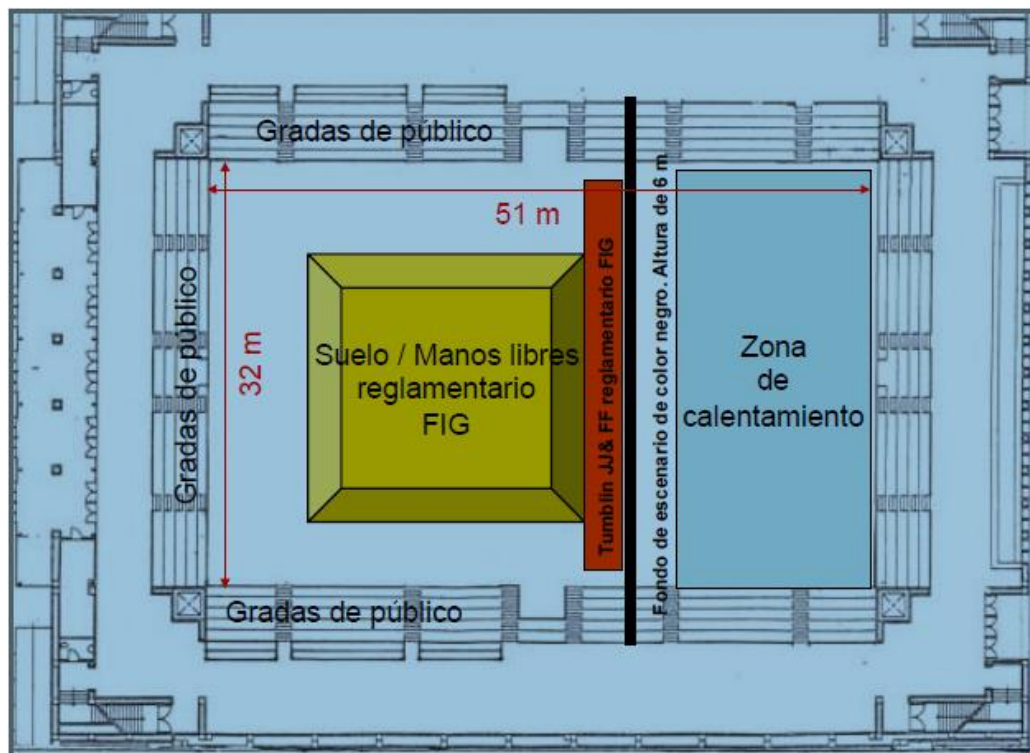 Gradas de público
51 m
32 m
Gradas de público
Suelo / Manos libres
reglamentario
FIG
Tumblin JJ& FF reglamentario FIG
Fondo de escenario de color negro. Altura de 6 m
Zona
de
calentamiento
Gradas de público